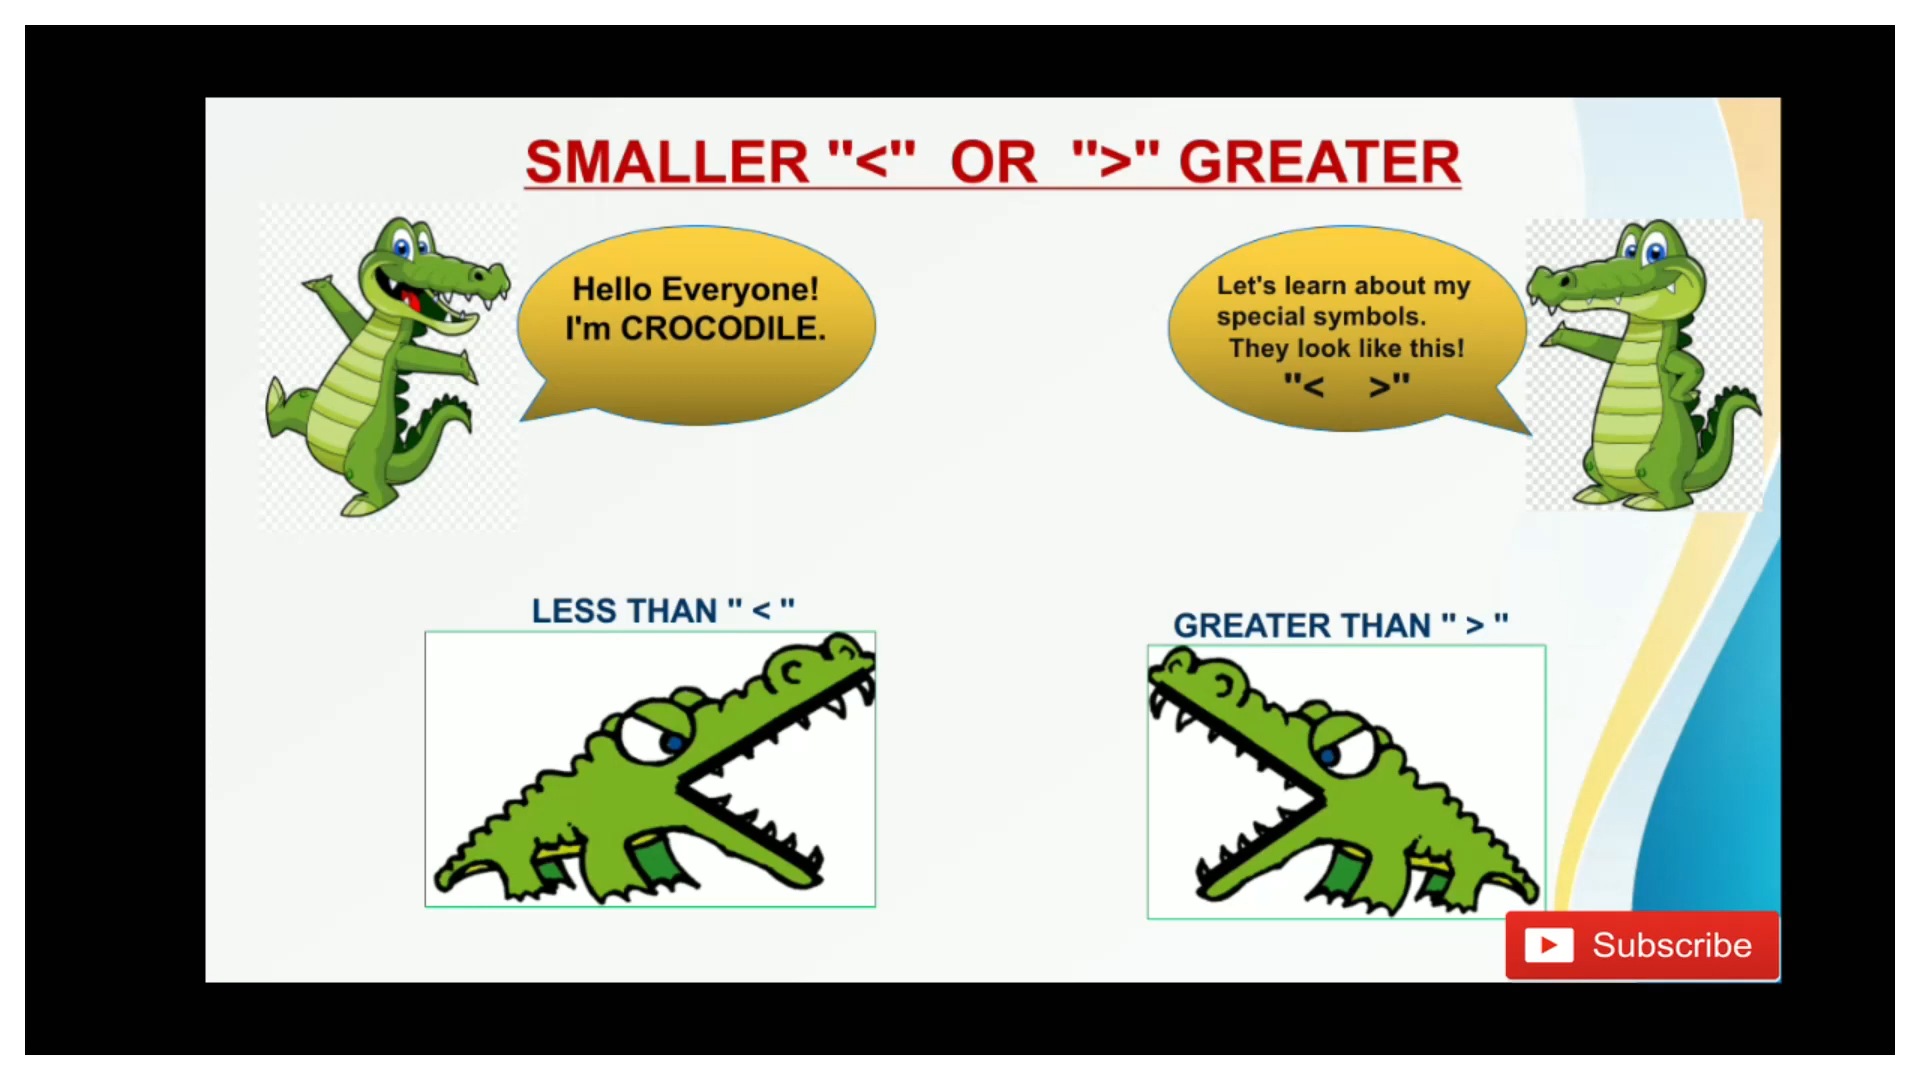 SMALLER "<" OR ">" GREATER
Hello Everyone!
I'm CROCODILE.
Let's learn about my
special symbols.
They look like this!
"< >"
LESS THAN " < "
GREATER THAN " > "
Subscribe